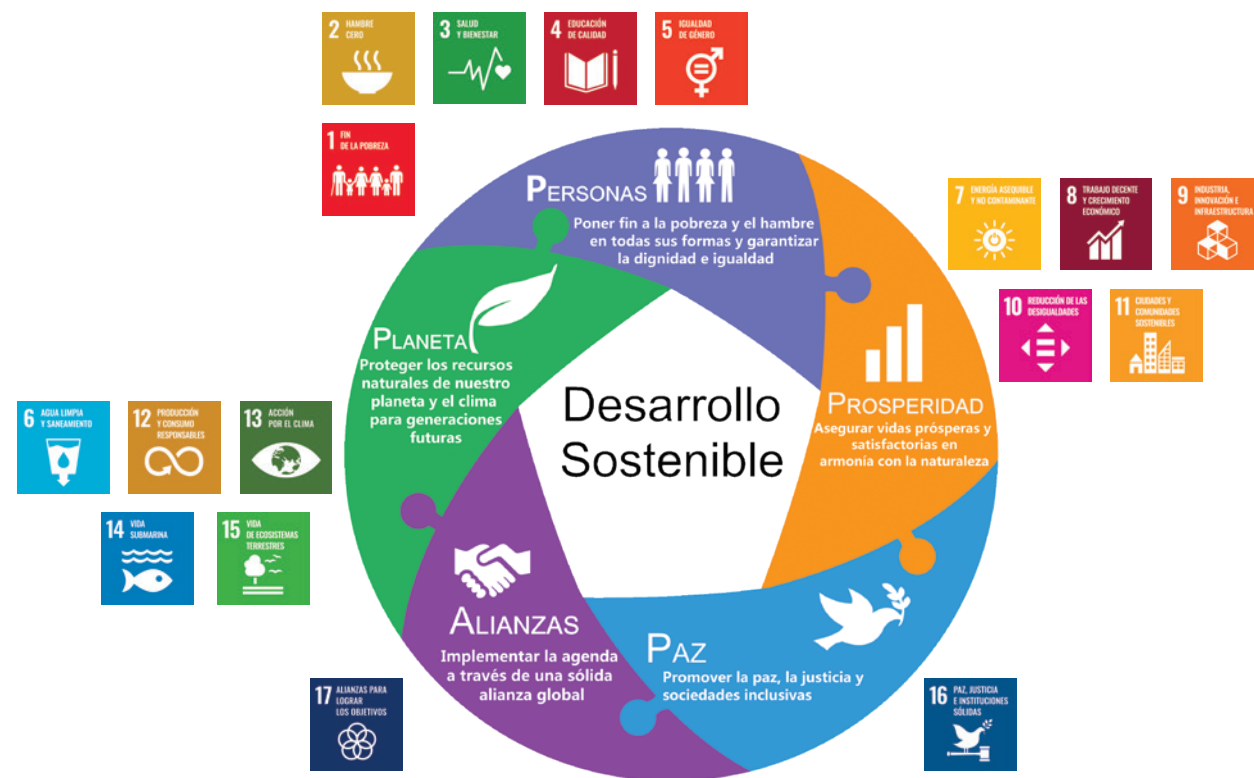 2 HAMBRE
CERO
3 SALUD
Y BIENESTAR
4 EDUCACIÓN
DE CALIDAD
5 IGUALDAD
DE GÉNERO
1 FIN
DE LA POBREZA
PERSONAS
Poner fin a la pobreza y el hambre
en todas sus formas y garantizar
la dignidad e igualdad
7 ENERGÍA ASEQUIBLE
Y NO CONTAMINANTE
8 TRABAJO DECENTE
Y CRECIMIENTO
ECONÓMICO
9 INDUSTRIA,
INNOVACIÓN E
INFRAESTRUCTURA
10 REDUCCIÓN DE LAS
DESIGUALDADES
11 CIUDADES Y
COMUNIDADES
SOSTENIBLES
PLANETA
Proteger los recursos
naturales de nuestro
planeta y el clima
para generaciones
futuras
Desarrollo
Sostenible
PROSPERIDAD
Asegurar vidas prósperas y
satisfactorias en
armonía con la naturaleza
6 AGUA LIMPIA
Y SANEAMIENTO
12 PRODUCCIÓN
Y CONSUMO
RESPONSABLES
13 ACCIÓN
POR EL CLIMA
14 VIDA
SUBMARINA
15 VIDA
DE ECOSISTEMAS
TERRESTRES
ALIANZAS
Implementar la agenda
a través de una sólida
alianza global
PAZ
Promover la paz, la justicia y
sociedades inclusivas
17 ALIANZAS PARA
LOGRAR
LOS OBJETIVOS
16 PAZ, JUSTICIA
E INSTITUCIONES
SÓLIDAS